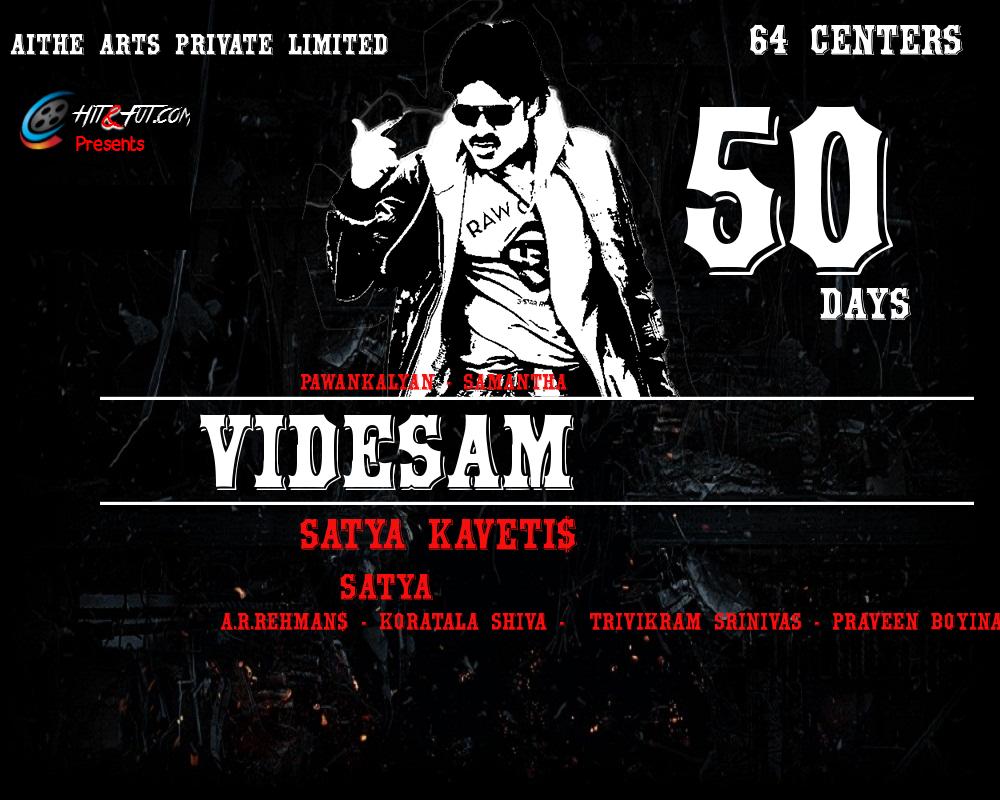 AITHE ARTS PRIVATE LIMITED
64 CENTERS
HIT&FUT.COM
Presents
50
DAYS
RAW
PAWANKALYAN - SAMANTHA
VIDESAM
SATYA KAVETI$
SATYA
A.R.REHMAN$ - KORATALA SHIVA - TRIVIKRAM SRINIVAS - PRAVEEN BOYINA